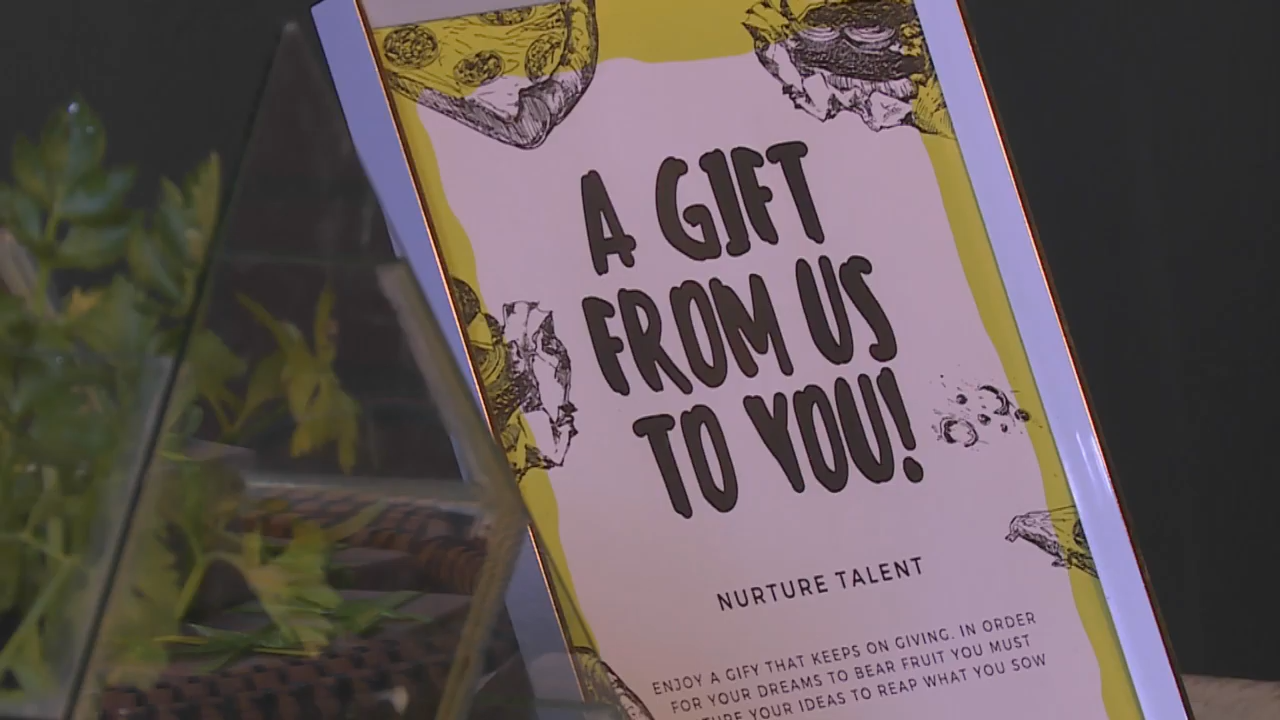 A GIFT
FROM US
TO YOU!
NURTURE TALENT
ENJOY A GIFY THAT KEEPS ON GIVING. IN ORDER
FOR YOUR DREAMS TO BEAR FRUIT YOU MUST
YOUR IDEAS TO REAP WHAT YOU SOW